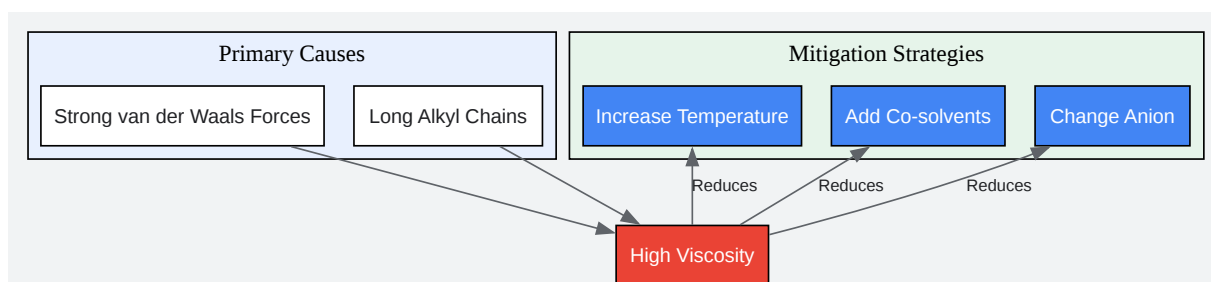 Primary Causes
Mitigation Strategies
Strong van der Waals Forces
Long Alkyl Chains
Increase Temperature
Add Co-solvents
Change Anion
Reduces
Reduces
Reduces
High Viscosity